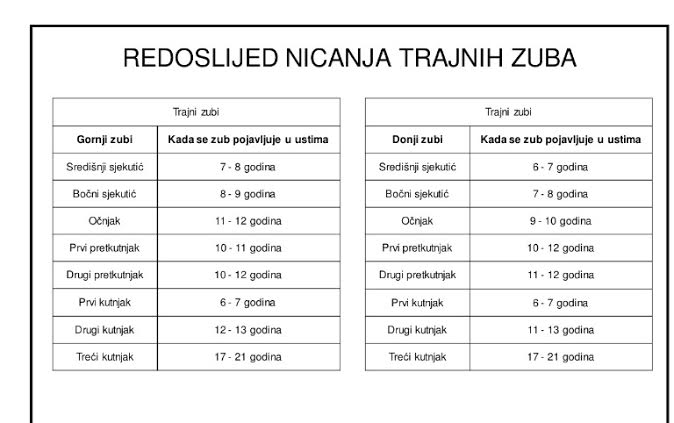 REDOSLIJED NICANJA TRAJNIH ZUBA
Trajni zubi
Gornji zubi Kada se zub pojavljuje u ustima
Središnji sjekutić 7 - 8 godina
Bočni sjekutić 8 - 9 godina
Očnjak 11 - 12 godina
Prvi pretkutnjak 10 - 11 godina
Drugi pretkutnjak 10 - 12 godina
Prvi kutnjak 6 - 7 godina
Drugi kutnjak 12 - 13 godina
Treći kutnjak 17 - 21 godina
Trajni zubi
Donji zubi Kada se zub pojavljuje u ustima
Središnji sjekutić 6 - 7 godina
Bočni sjekutić 7 - 8 godina
Očnjak 9 - 10 godina
Prvi pretkutnjak 10 - 12 godina
Drugi pretkutnjak 11 - 12 godina
Prvi kutnjak 6 - 7 godina
Drugi kutnjak 11 - 13 godina
Treći kutnjak 17 - 21 godina